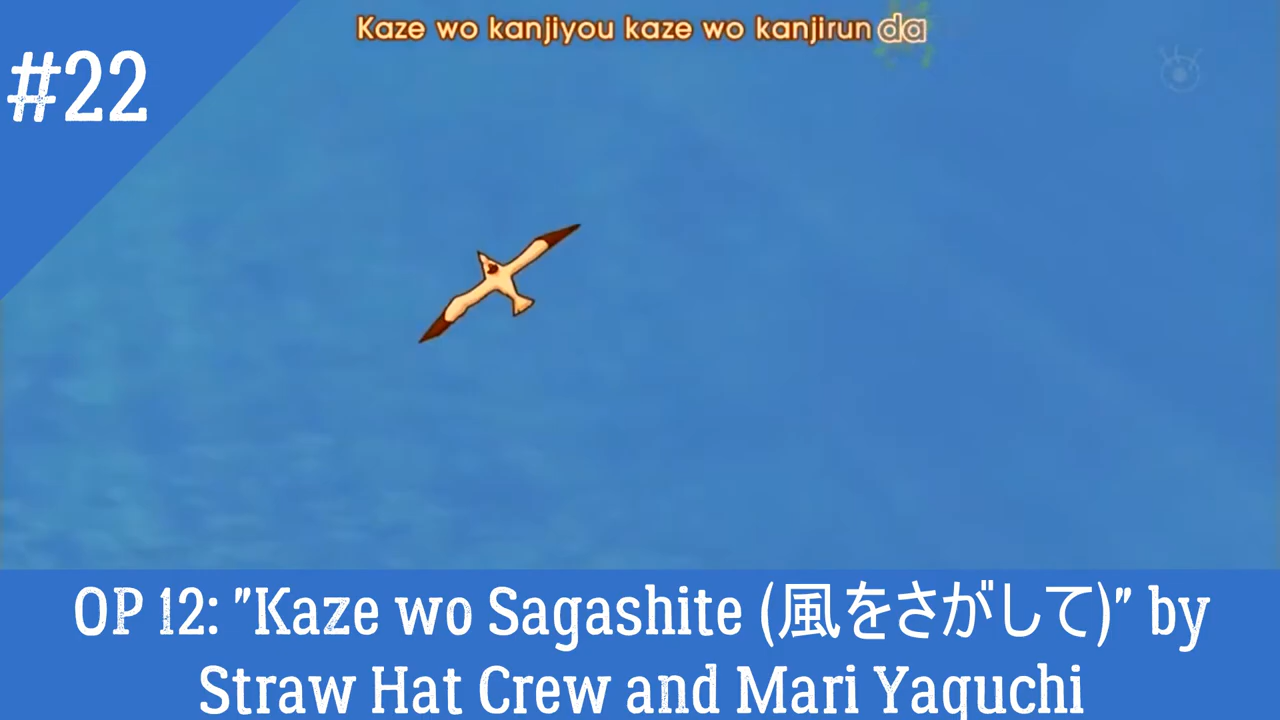 Kaze wo kanjiyou kaze wo kanjirun da
#22
OP 12: "Kaze wo Sagashite (風をさがして)" by
Straw Hat Crew and Mari Yaguchi